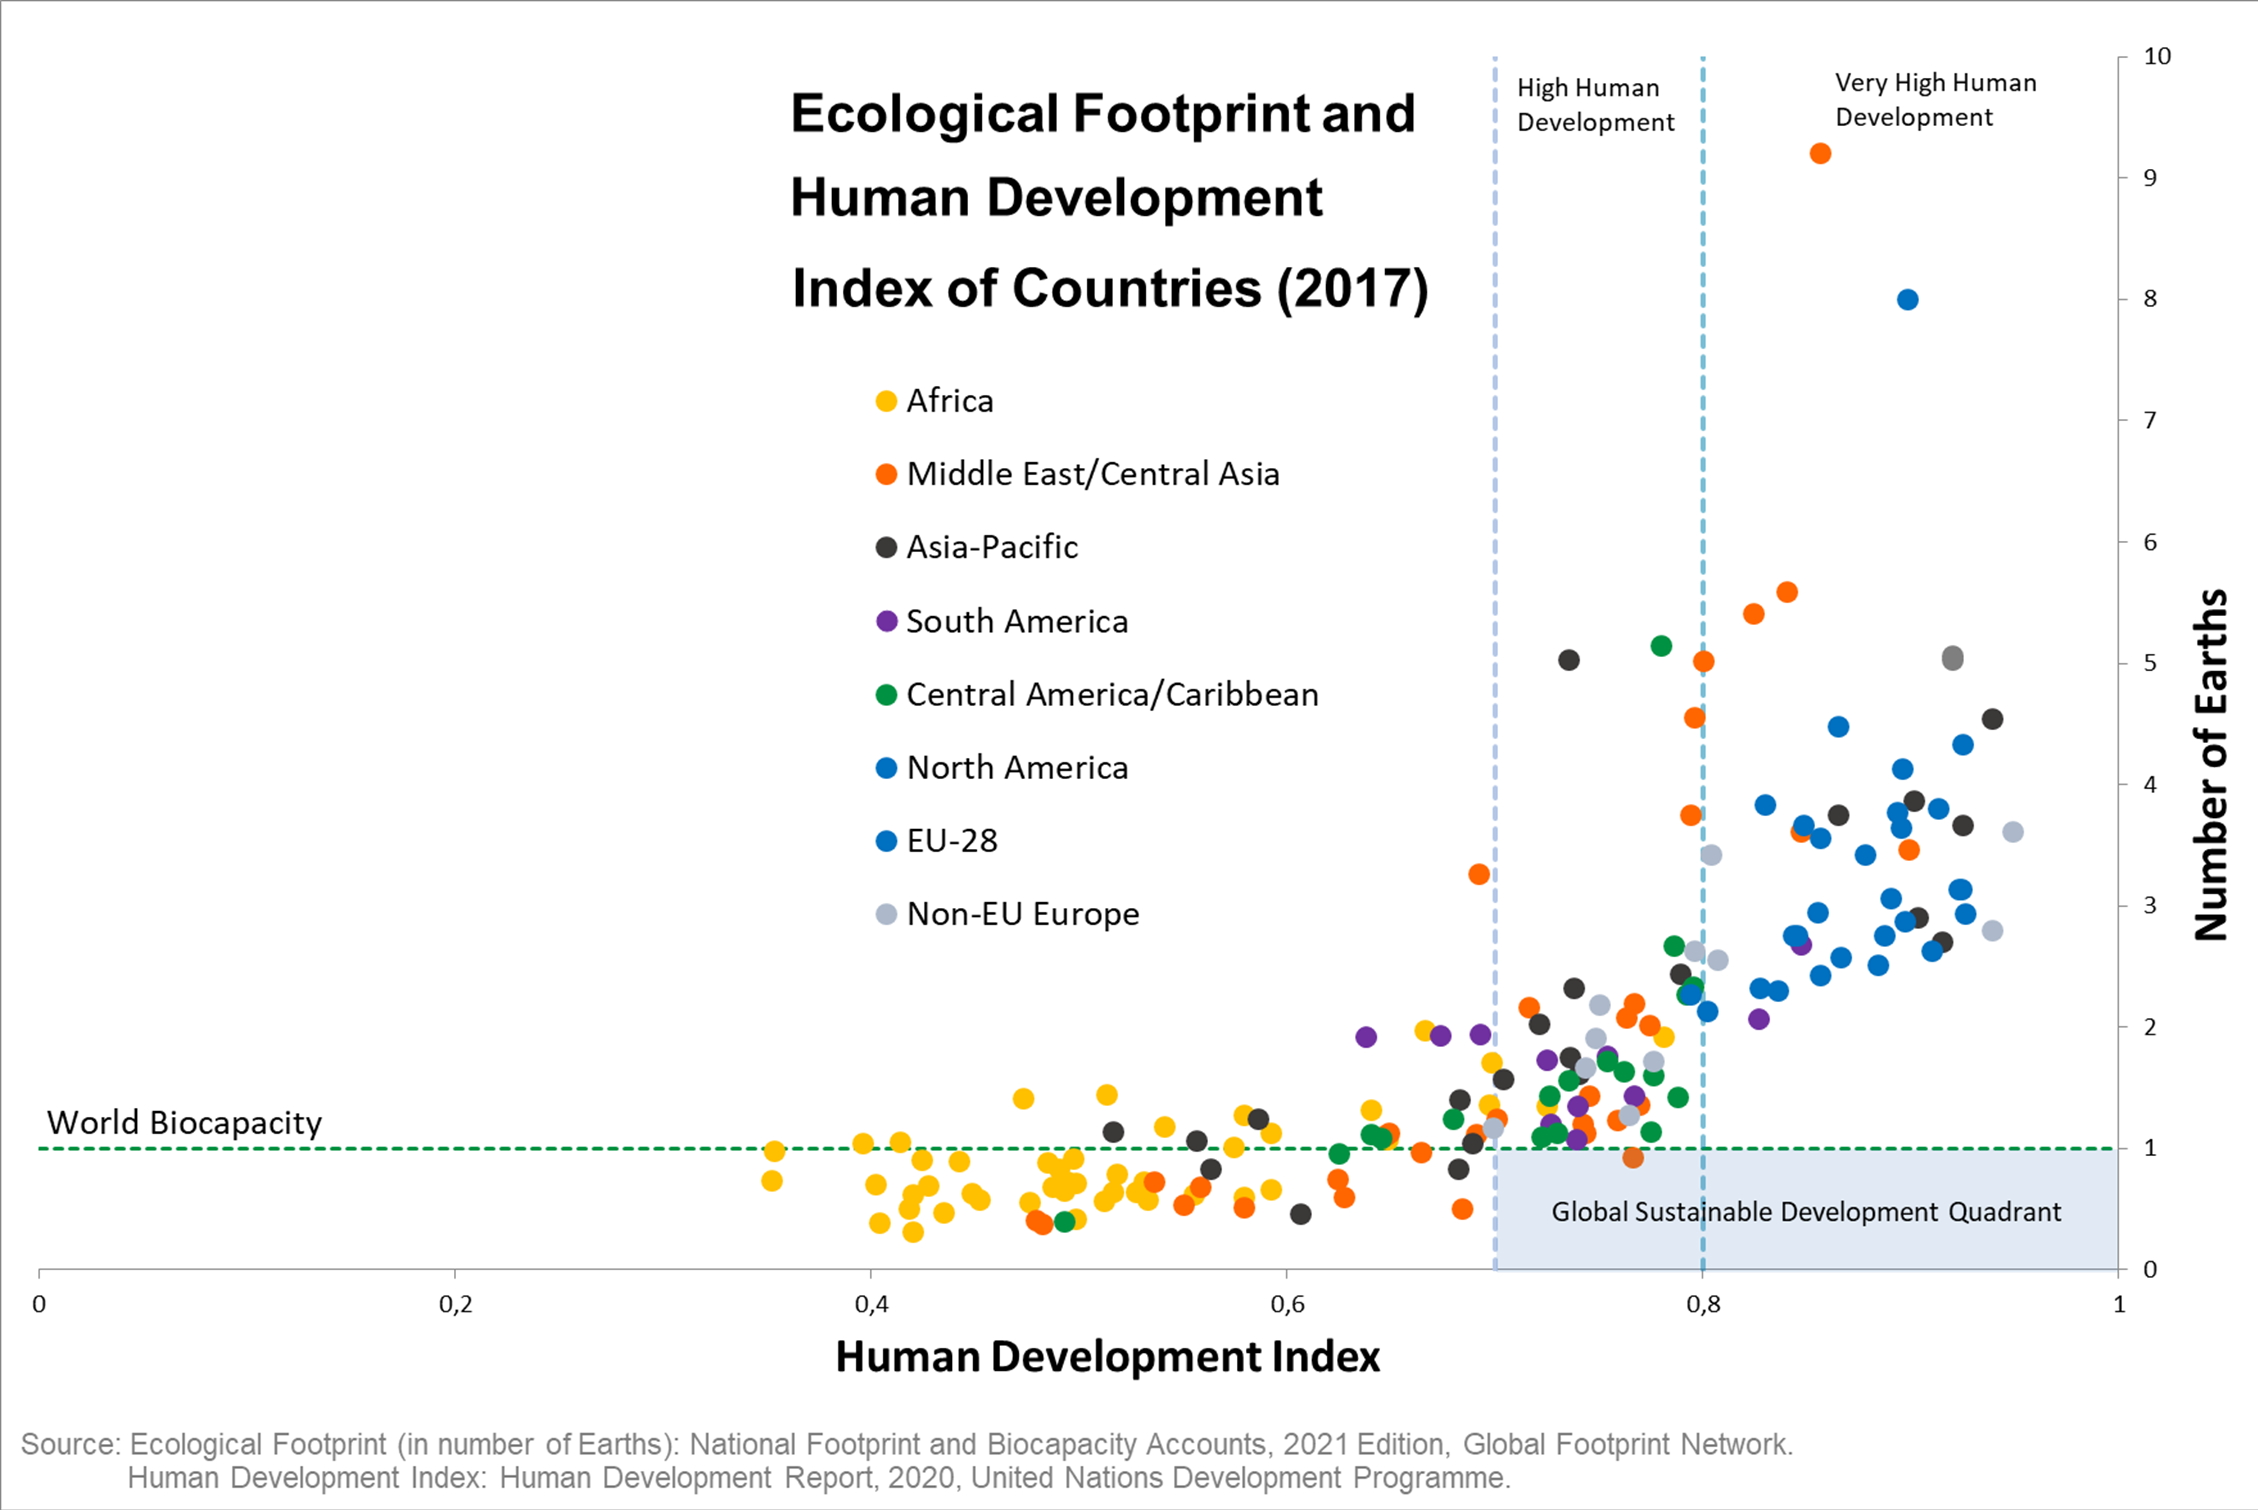 Ecological Footprint and
Human Development
Index of Countries (2017)
High Human
Development
Very High Human
Development
Africa
Middle East/Central Asia
Asia-Pacific
South America
Central America/Caribbean
North America
EU-28
Non-EU Europe
World Biocapacity
Global Sustainable Development Quadrant
10
9
8
7
6
5
4
3
2
1
0
Number of Earths
0
0,2
0,4
0,6
0,8
1
Human Development Index
Source: Ecological Footprint (in number of Earths): National Footprint and Biocapacity Accounts, 2021 Edition, Global Footprint Network.
Human Development Index: Human Development Report, 2020, United Nations Development Programme.